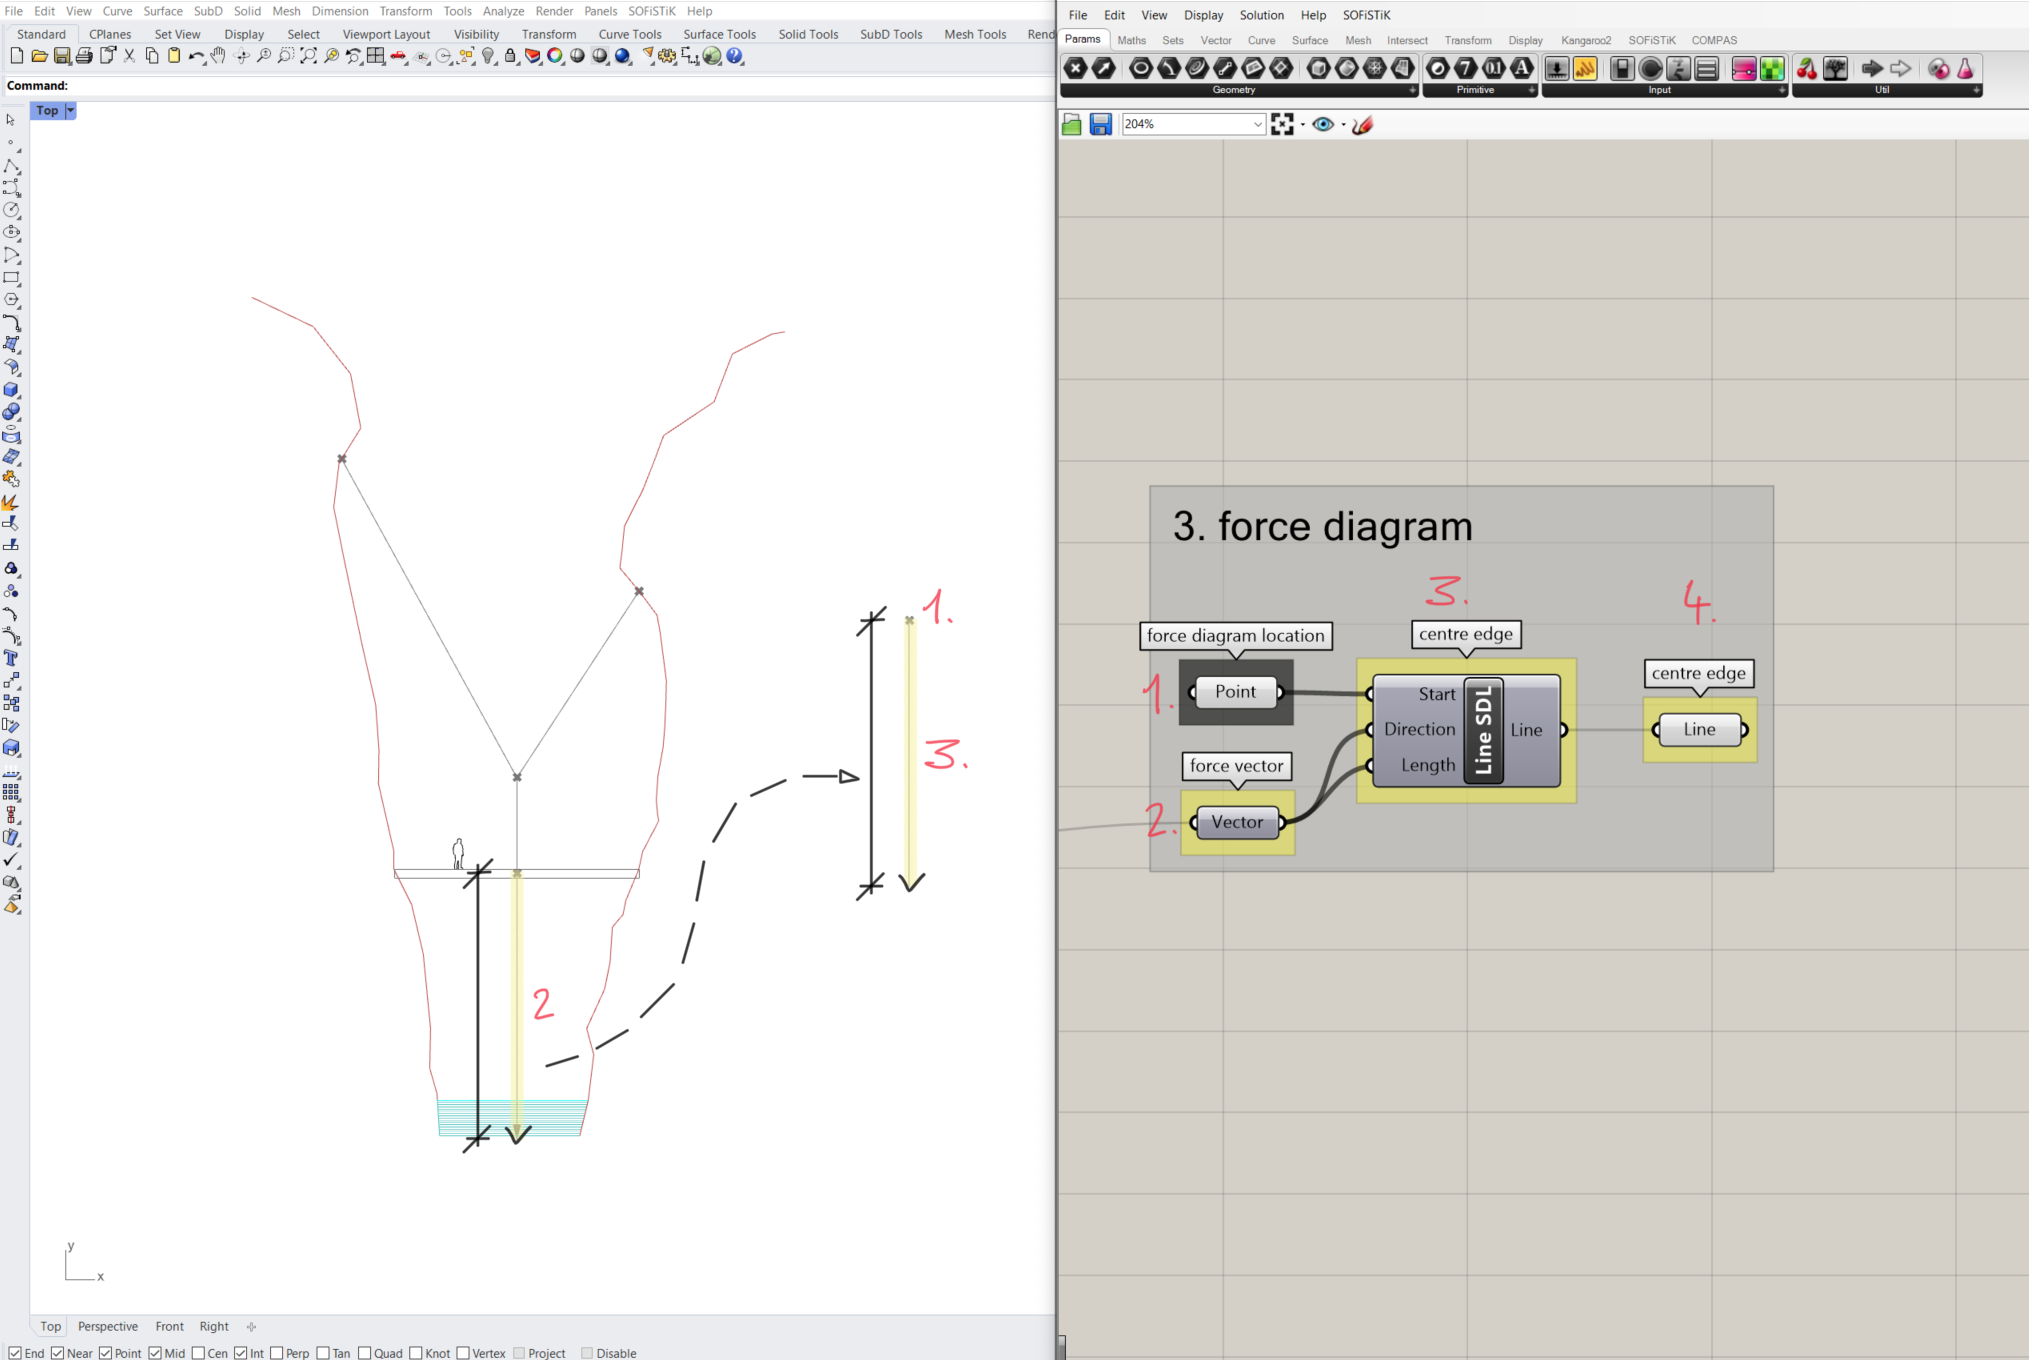 File Edit View Curve Surface SubD Solid Mesh Dimension Transform Tools Analyze Render Panels SOFiSTiK Help
Standard CPlanes Set View Display Select Viewport Layout Visibility Transform Curve Tools Surface Tools Solid Tools SubD Tools Mesh Tools Rend
Command:
Top
1.
3.
2
y
x
Top Perspective Front Right
End Near Point Mid Cen Int Perp Tan Quad Knot Vertex Project Disable
File Edit View Display Solution Help SOFiSTiK
Params Maths Sets Vector Curve Surface Mesh Intersect Transform Display Kangaroo2 SOFiSTiK COMPAS
Geometry Primitive Input Util
204%
3. force diagram
3.
4.
force diagram location
centre edge
centre edge
1.
Point
Start
Direction
Length
Line SDL
Line
Line
force vector
2.
Vector